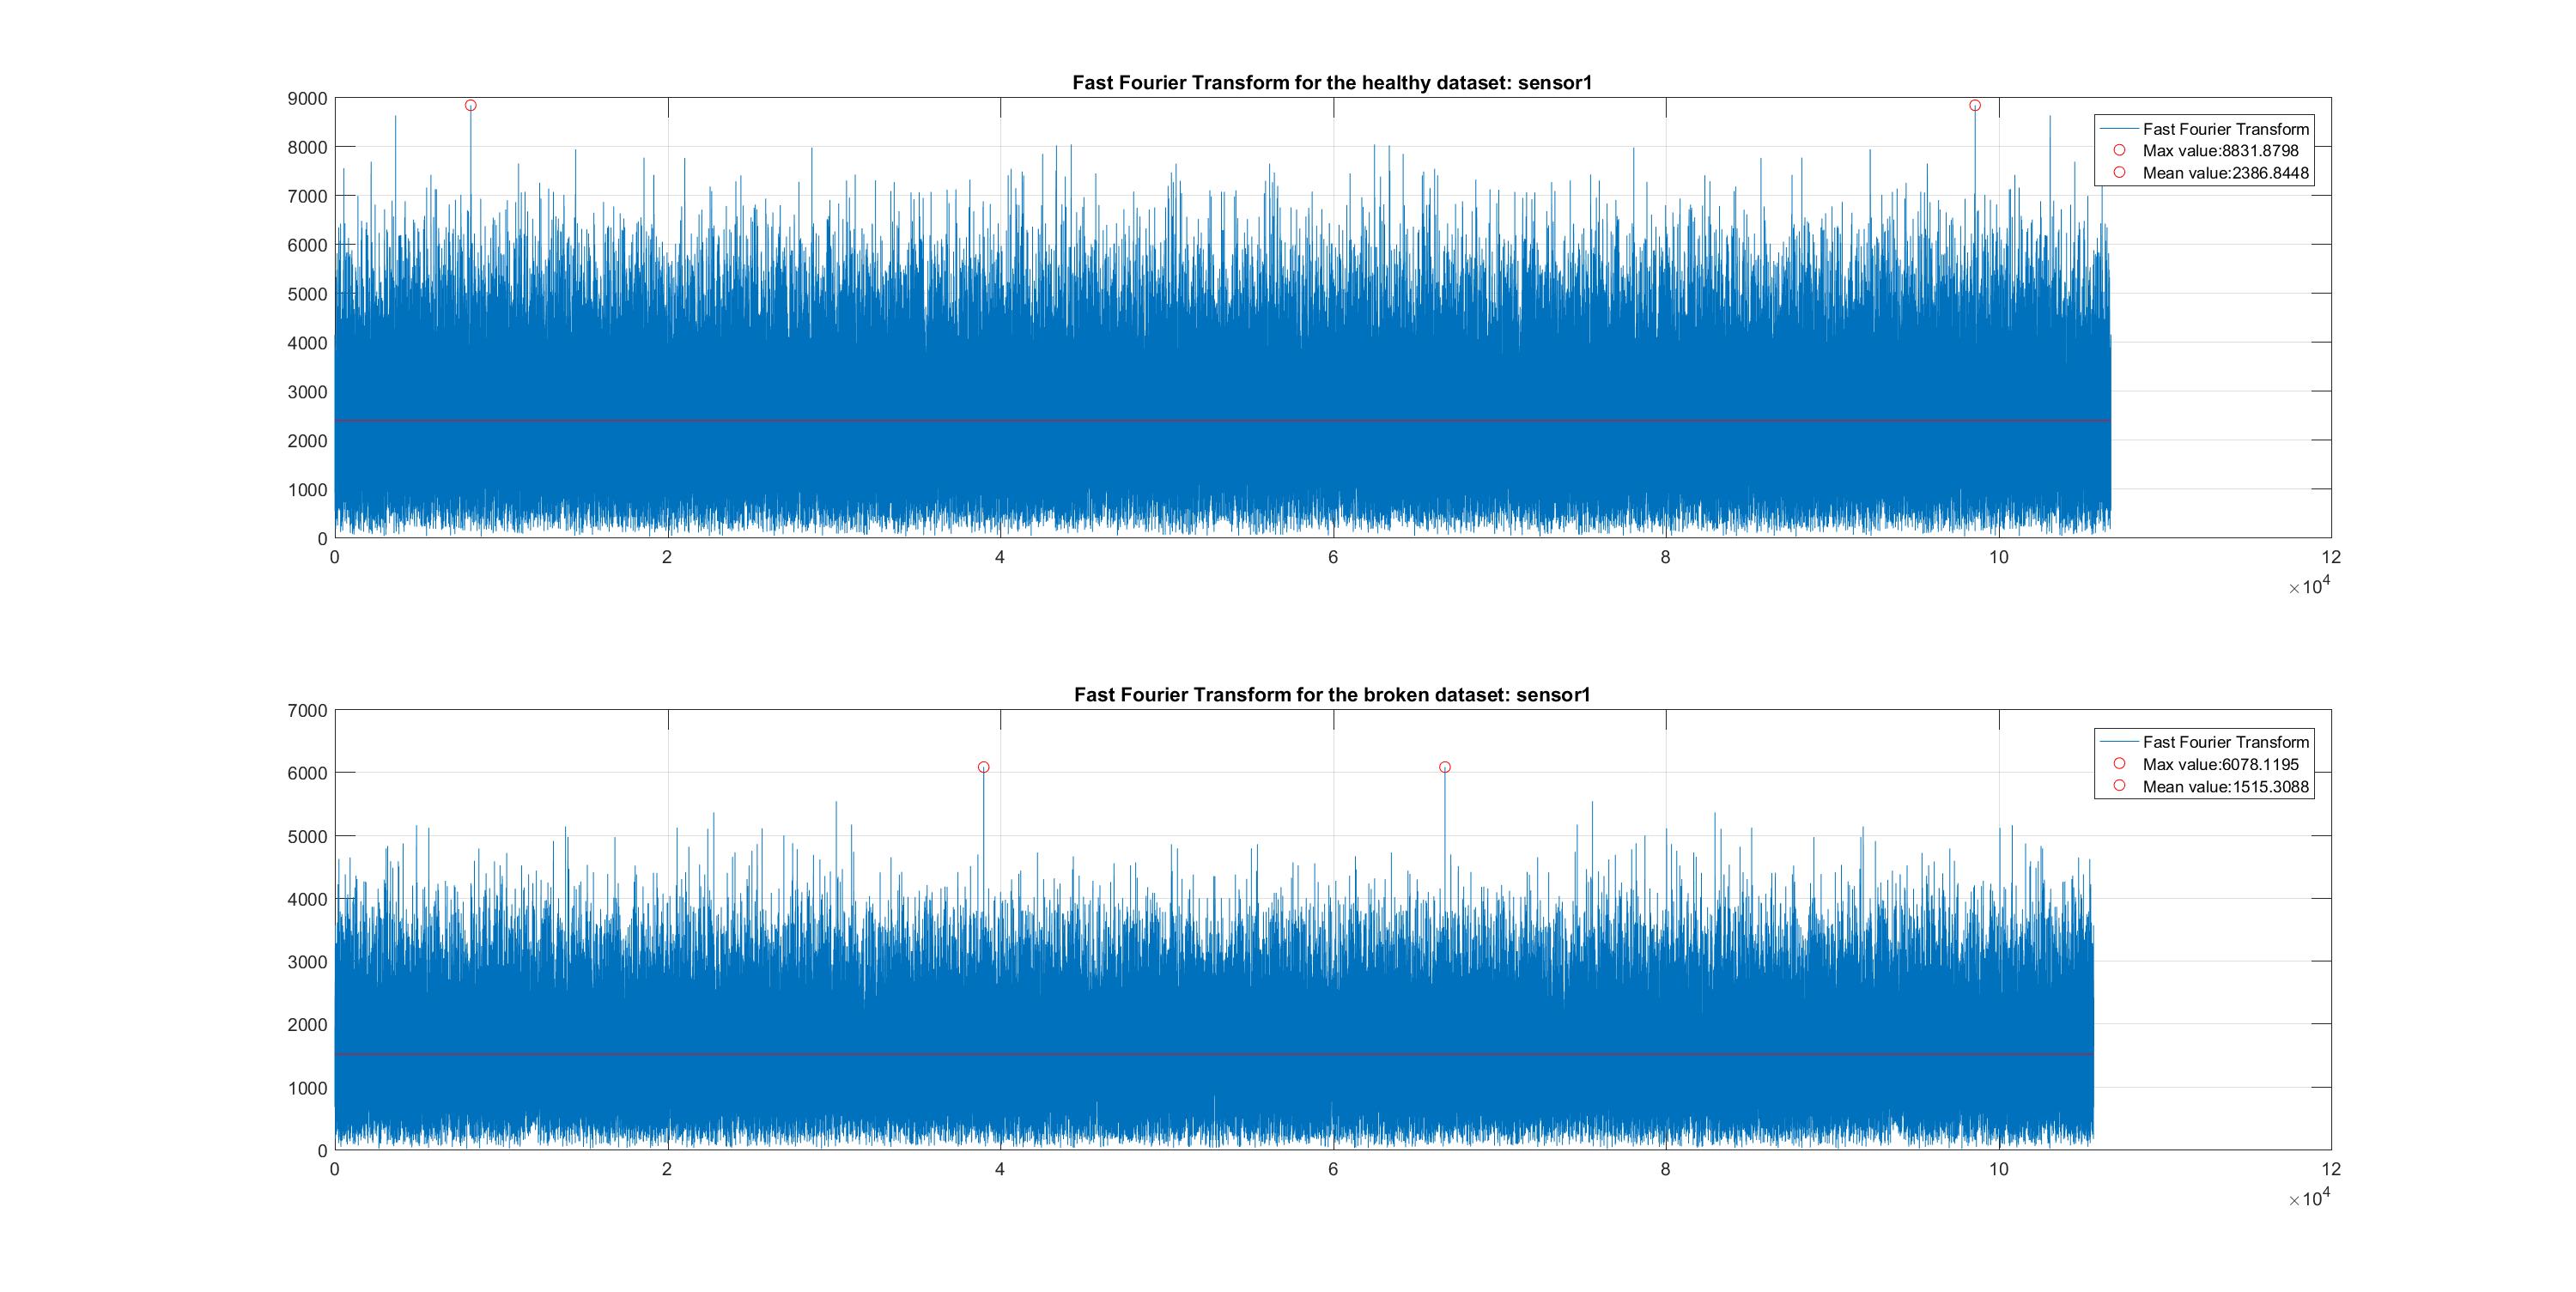 Fast Fourier Transform for the healthy dataset: sensor1
9000
8000
7000
6000
5000
4000
3000
2000
1000
0
Fast Fourier Transform
Max value:8831.8798
Mean value:2386.8448
0 2 4 6 8 10 12
×10^4
Fast Fourier Transform for the broken dataset: sensor1
7000
6000
5000
4000
3000
2000
1000
0
Fast Fourier Transform
Max value:6078.1195
Mean value:1515.3088
0 2 4 6 8 10 12
×10^4